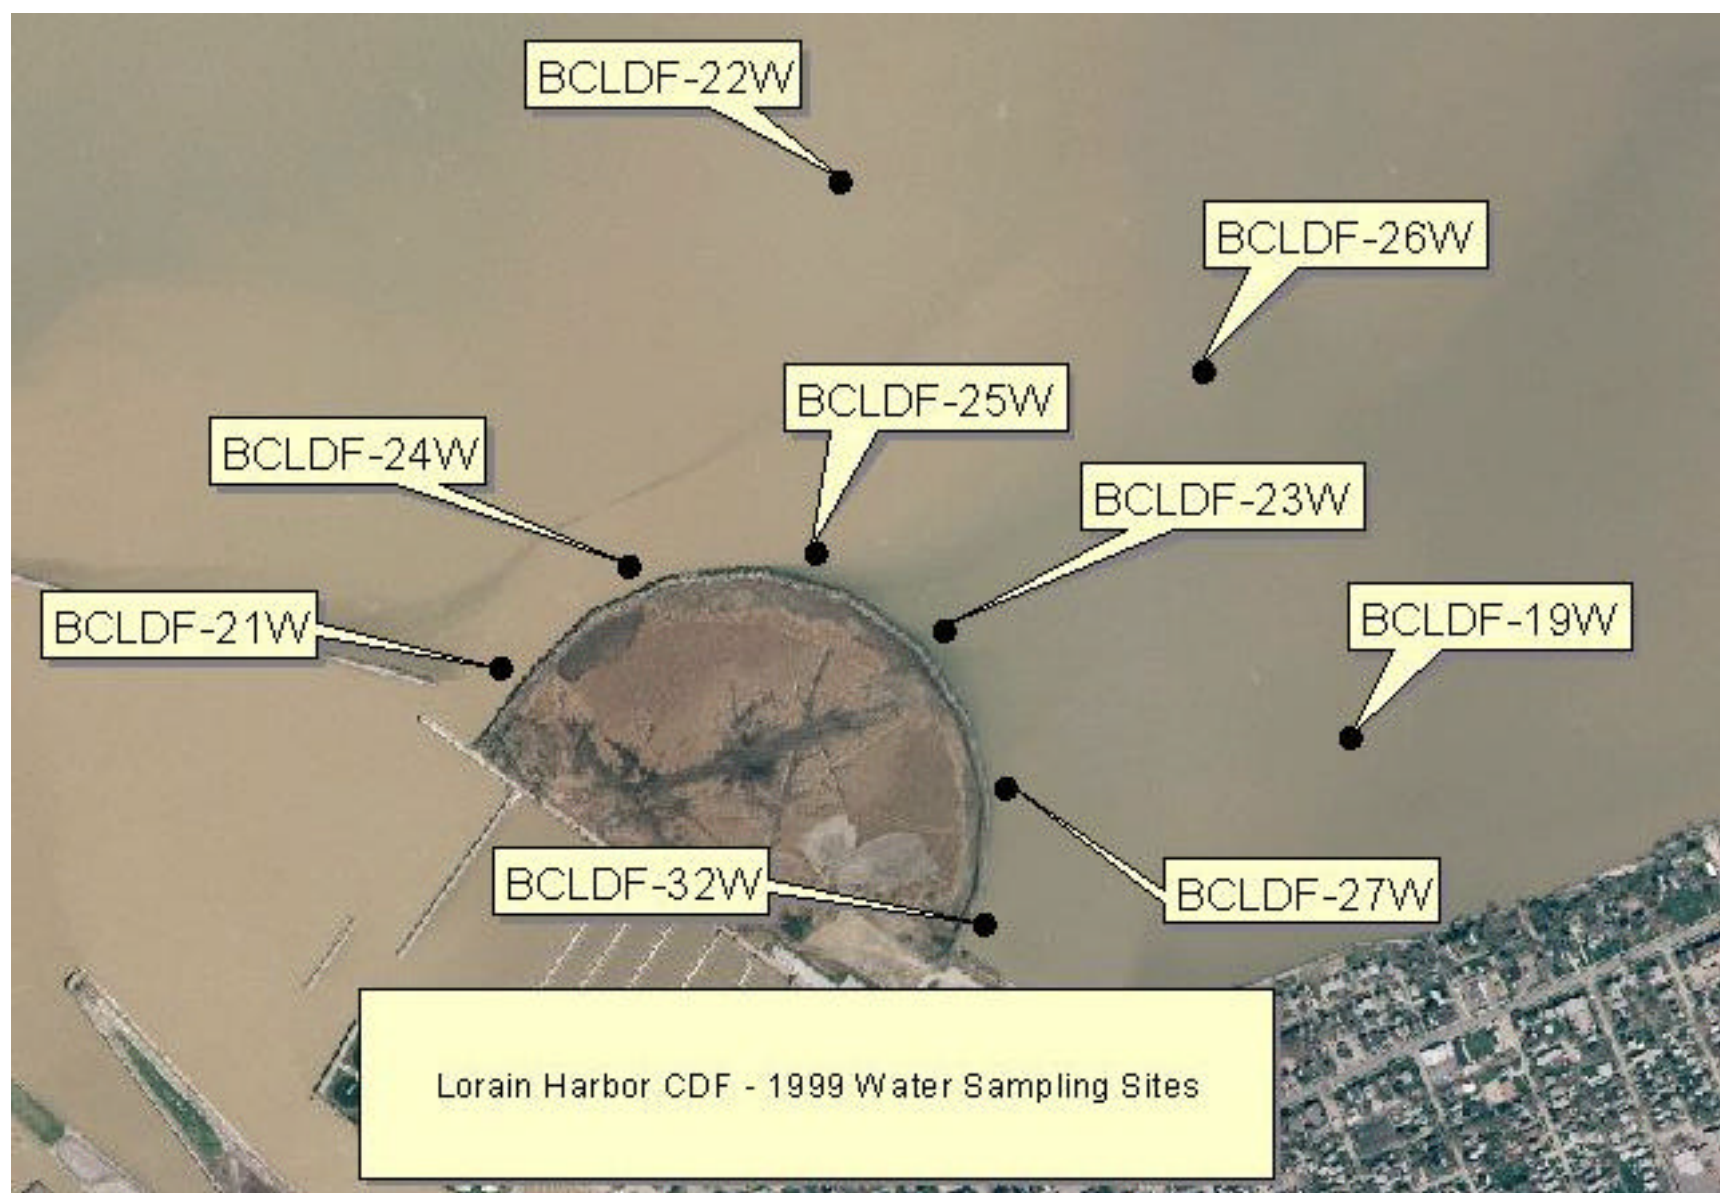 BCLDF-22W
BCLDF-26W
BCLDF-25W
BCLDF-24W
BCLDF-23W
BCLDF-21W
BCLDF-19W
BCLDF-32W
BCLDF-27W
Lorain Harbor CDF - 1999 Water Sampling Sites